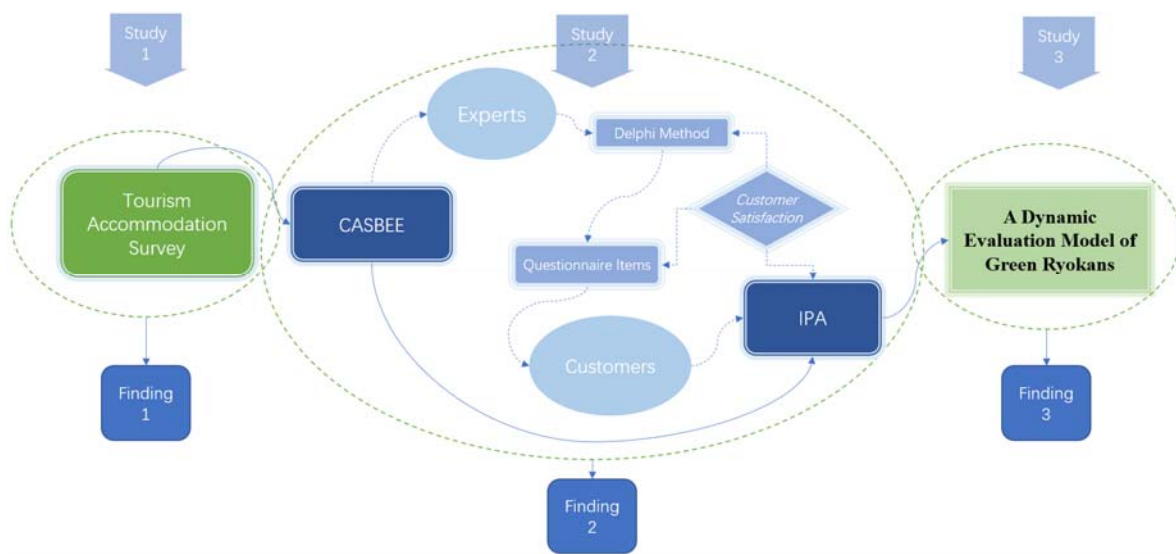 Study
1
Study
2
Study
3
Experts
Delphi Method
Tourism
Accommodation
Survey
CASBEE
Customer
Satisfaction
A Dynamic
Evaluation Model of
Green Ryokans
Questionnaire Items
IPA
Customers
Finding
1
Finding
3
Finding
2